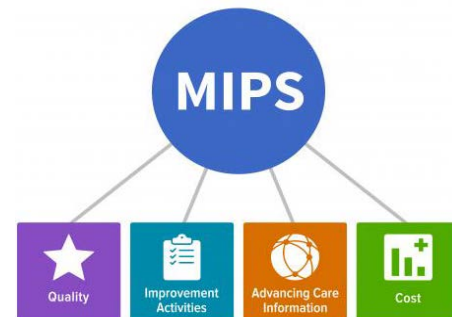 MIPS
Quality
Improvement
Activities
Advancing Care
Information
Cost